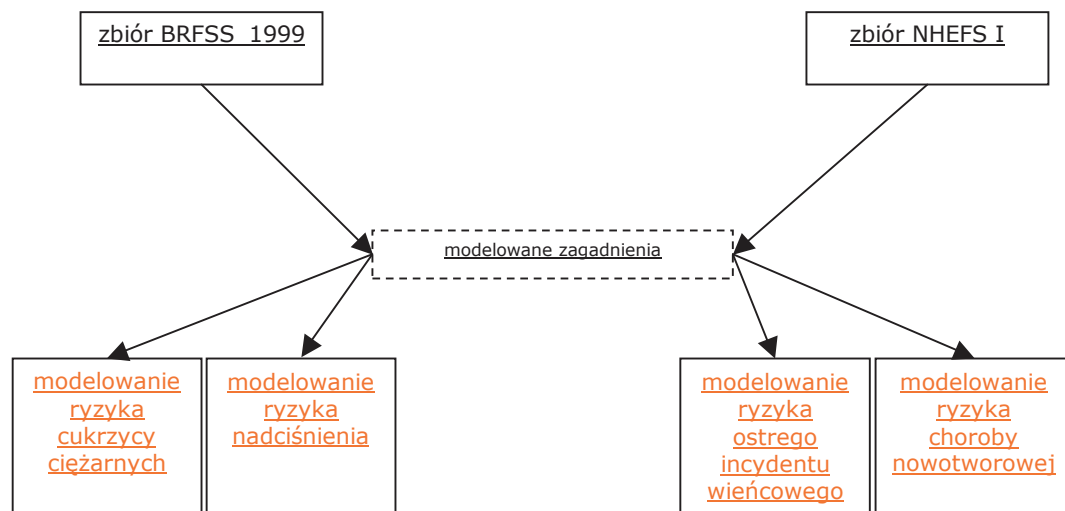 zbiór BRFSS 1999
zbiór NHEFS I
modelowane zagadnienia
modelowanie
ryzyka
cukrzycy
ciężarnych
modelowanie
ryzyka
nadciśnienia
modelowanie
ryzyka
ostrego
incydentu
wieńcowego
modelowanie
ryzyka
choroby
nowotworowej